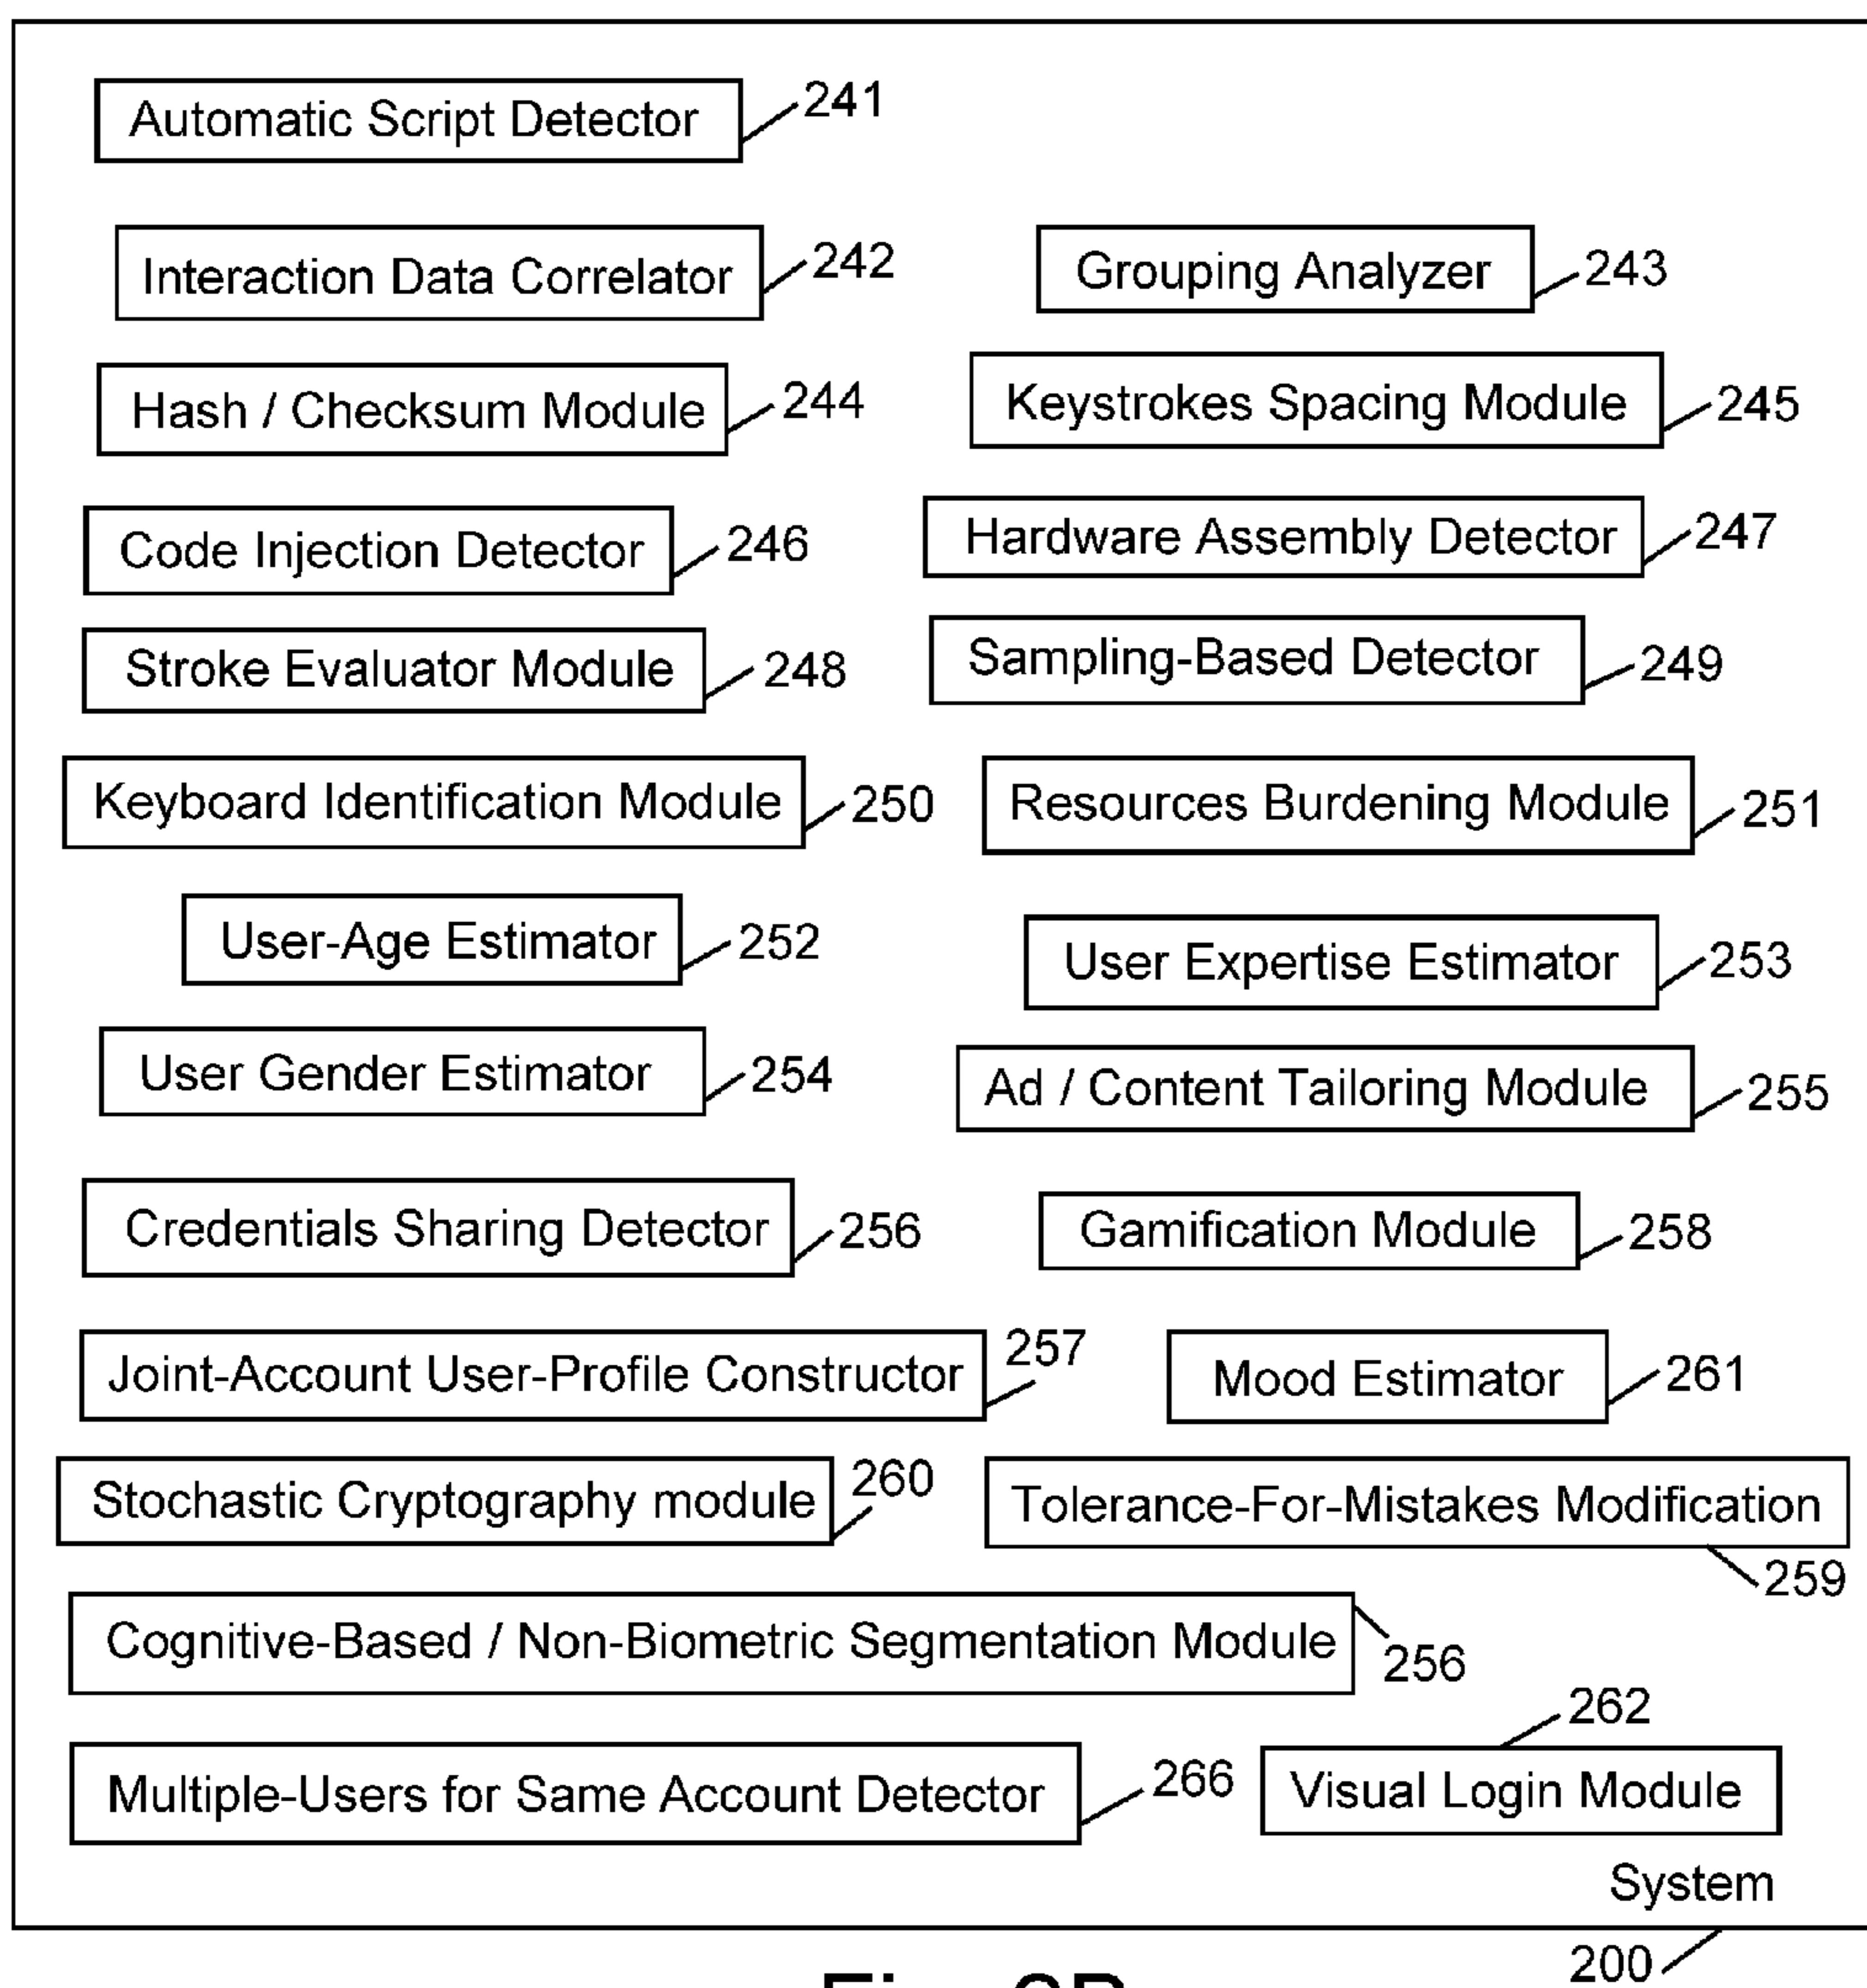 Automatic Script Detector 241
Interaction Data Correlator 242 Grouping Analyzer 243
Hash / Checksum Module 244 Keystrokes Spacing Module 245
Code Injection Detector 246 Hardware Assembly Detector 247
Stroke Evaluator Module 248 Sampling-Based Detector 249
Keyboard Identification Module 250 Resources Burdening Module 251
User-Age Estimator 252 User Expertise Estimator 253
User Gender Estimator 254 Ad / Content Tailoring Module 255
Credentials Sharing Detector 256 Gamification Module 258
Joint-Account User-Profile Constructor 257 Mood Estimator 261
Stochastic Cryptography module 260 Tolerance-For-Mistakes Modification
259
Cognitive-Based / Non-Biometric Segmentation Module 256
262
Multiple-Users for Same Account Detector 266 Visual Login Module
System
200